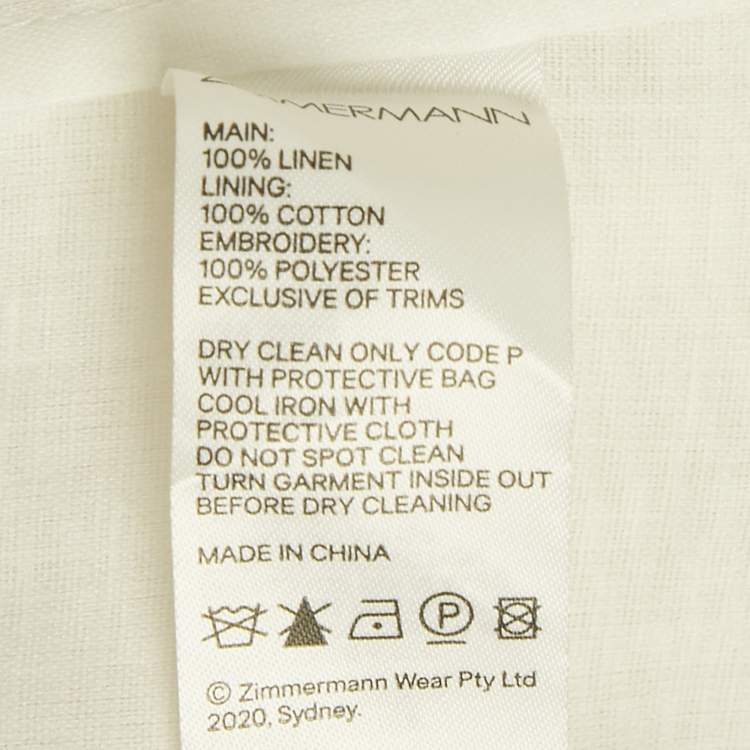 ZIMMERMANN
MAIN:
100% LINEN
LINING:
100% COTTON
EMBROIDERY:
100% POLYESTER
EXCLUSIVE OF TRIMS
DRY CLEAN ONLY CODE P
WITH PROTECTIVE BAG
COOL IRON WITH
PROTECTIVE CLOTH
DO NOT SPOT CLEAN
TURN GARMENT INSIDE OUT
BEFORE DRY CLEANING
MADE IN CHINA
P
© Zimmermann Wear Pty Ltd
2020, Sydney.